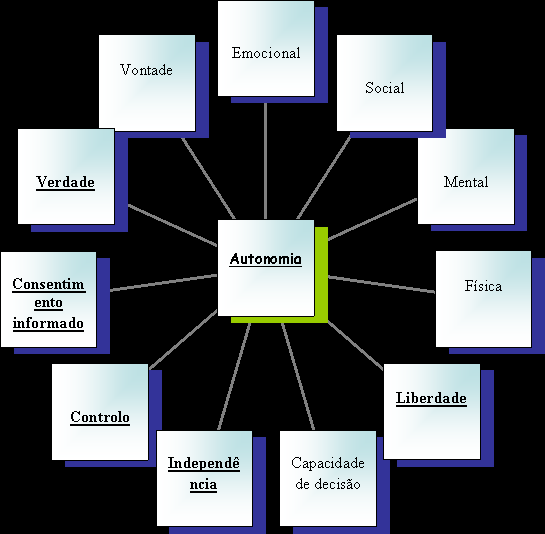 Emocional
Vontade
Social
Verdade
Mental
Autonomia
Consentim
ento
informado
Física
Controlo
Liberdade
Independê
ncia
Capacidade
de decisão